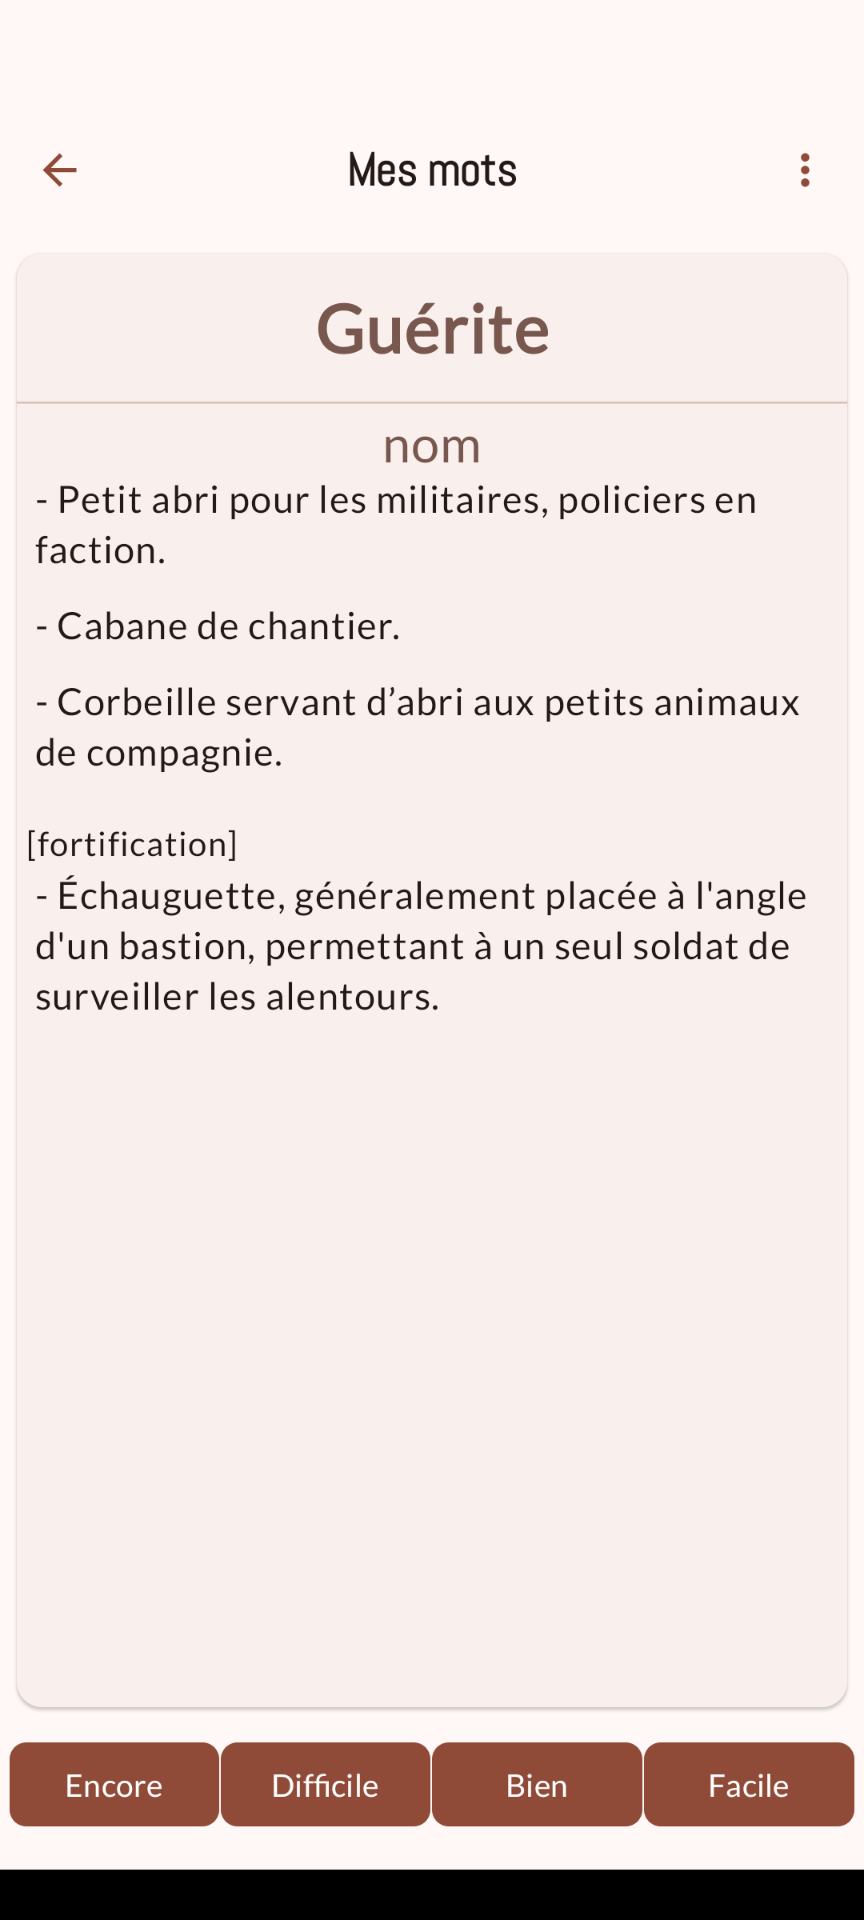 Mes mots
Guérite
nom
- Petit abri pour les militaires, policiers en
faction.
- Cabane de chantier.
- Corbeille servant d’abri aux petits animaux
de compagnie.
[fortification]
- Échauguette, généralement placée à l'angle
d'un bastion, permettant à un seul soldat de
surveiller les alentours.
Encore
Difficile
Bien
Facile